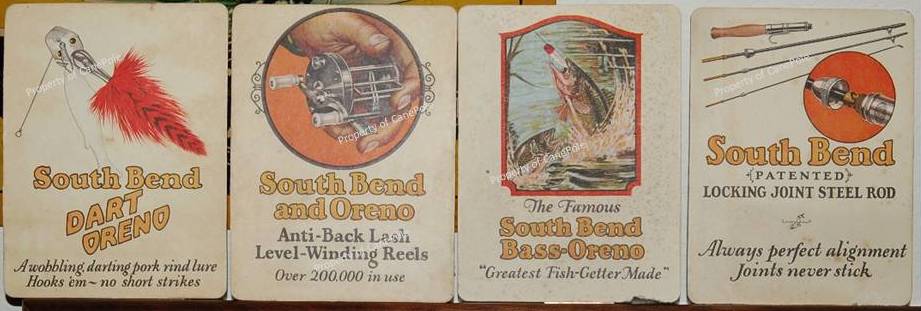 Property of CanePole
South Bend
DART
ORENO
A wobbling, darting pork rind lure
Hooks 'em ~ no short strikes
Property of CanePole
South Bend
and Oreno
Anti-Back Lash
Level-Winding Reels
Over 200.000 in use
Property of CanePole
The Famous
South Bend
Bass-Oreno
"Greatest Fish-Getter Made"
Property of CanePole
South Bend
{PATENTED}
LOCKING JOINT STEEL ROD
Always perfect alignment
Joints never stick